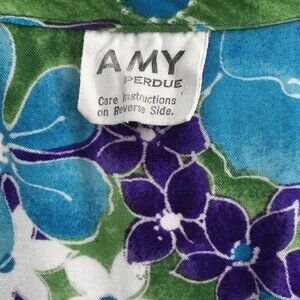 AMY
PERDUE
Care Instructions
on Reverse Side.